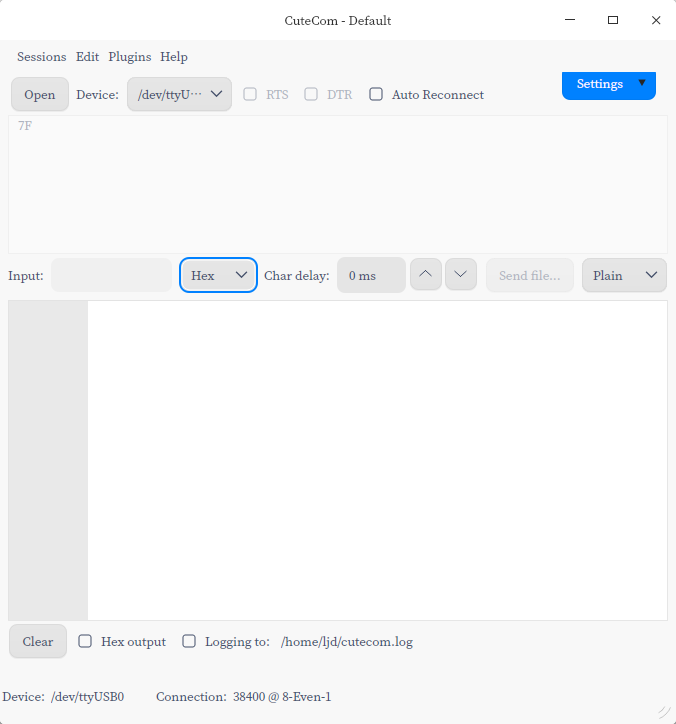 CuteCom - Default
Sessions Edit Plugins Help
Open Device: /dev/ttyU··· RTS DTR Auto Reconnect Settings
7F
Input: Hex Char delay: 0 ms Send file... Plain
Clear Hex output Logging to: /home/ljd/cutecom.log
Device: /dev/ttyUSB0 Connection: 38400 @ 8-Even-1